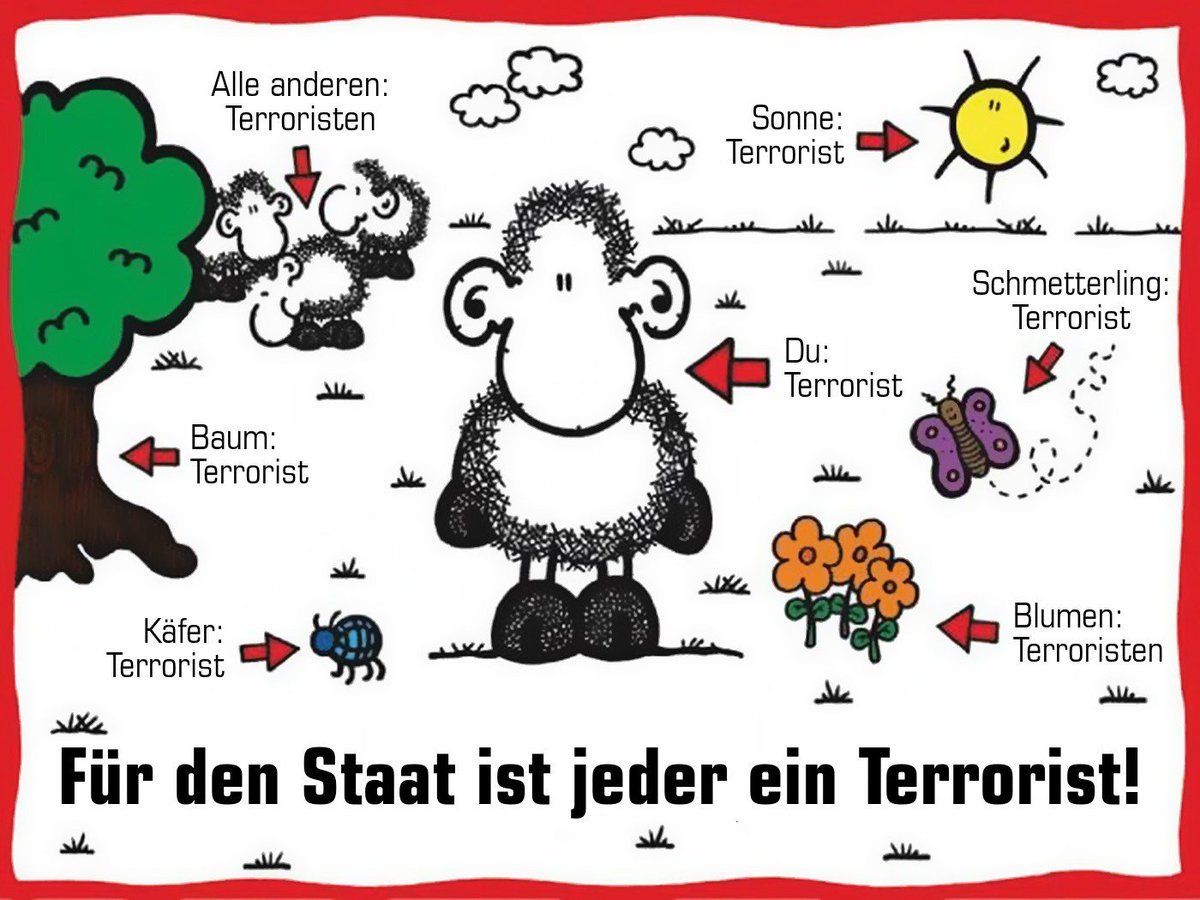 Alle anderen:
Terroristen
Sonne:
Terrorist
Schmetterling:
Terrorist
Du:
Terrorist
Baum:
Terrorist
Käfer:
Terrorist
Blumen:
Terroristen
Für den Staat ist jeder ein Terrorist!